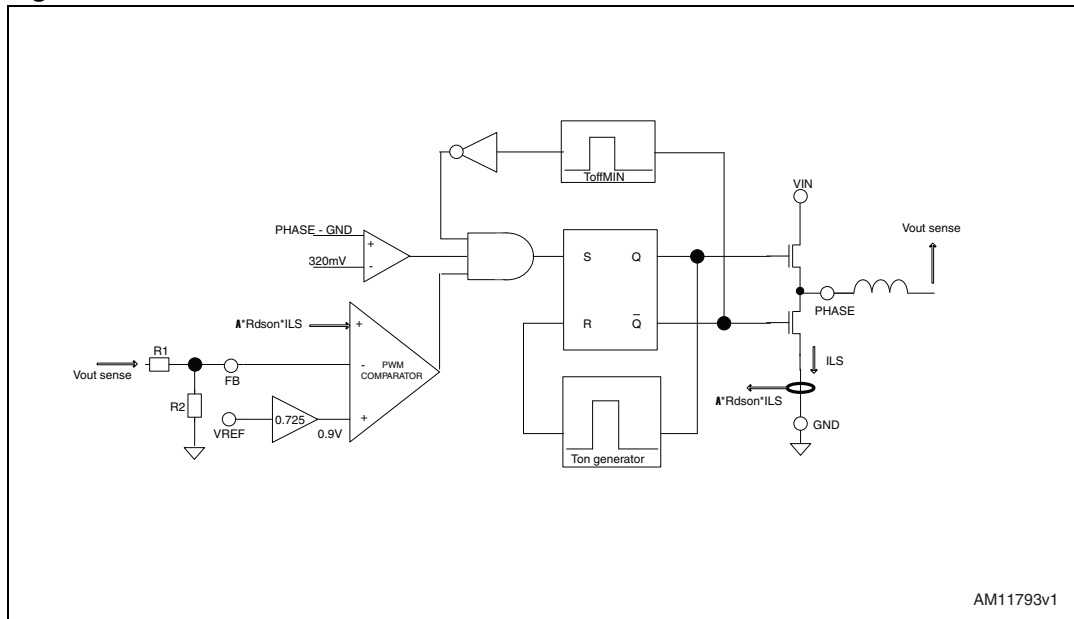 ToffMIN
VIN
PHASE - GND
+
320mV
-
Vout sense
S Q
R Q̅
PHASE
A*Rdson*ILS
+
R1
Vout sense
FB
-
PWM
COMPARATOR
ILS
A*Rdson*ILS
R2
VREF
0.725
0.9V
+
GND
Ton generator
AM11793v1